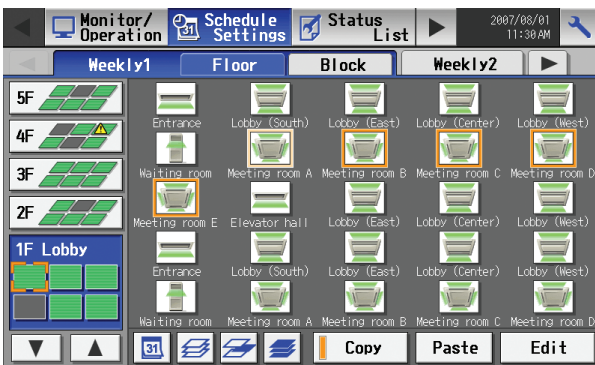 Monitor/ Operation
31
Schedule Settings
Status List
2007/08/01
11:30 AM
Weekly1
Floor
Block
Weekly2
5F
Entrance
Lobby (South)
Lobby (East)
Lobby (Center)
Lobby (West)
4F
Waiting room
Meeting room A
Meeting room B
Meeting room C
Meeting room D
3F
2F
Meeting room E
Elevator hall
Lobby (East)
Lobby (Center)
Lobby (West)
1F Lobby
Entrance
Lobby (South)
Lobby (East)
Lobby (Center)
Lobby (West)
Waiting room
Meeting room A
Meeting room B
Meeting room C
Meeting room D
31
Copy
Paste
Edit